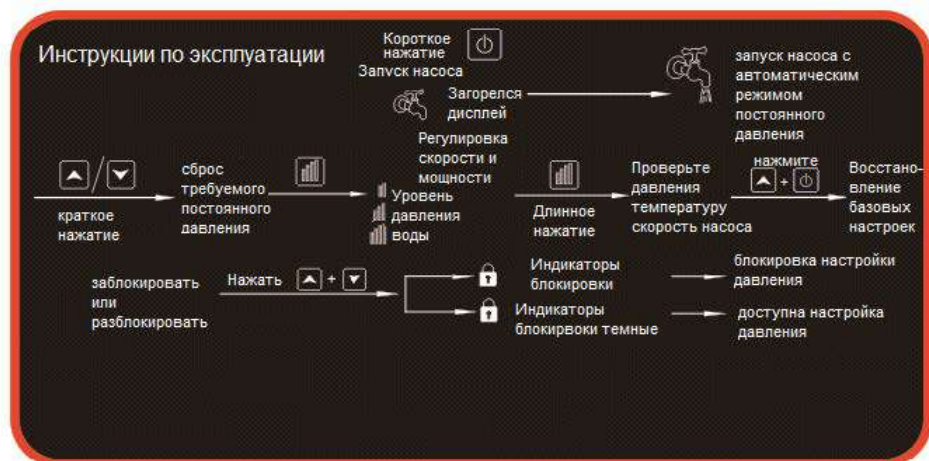 Инструкции по эксплуатации
Короткое
нажатие
Запуск насоса
Загорелся
дисплей
запуск насоса с
автоматическим
режимом
постоянного
давления
краткое
нажатие
сброс
требуемого
постоянного
давления
Регулировка
скорости и
мощности
Уровень
давления
воды
Длинное
нажатие
Проверьте
давления
температуру
скорость насоса
нажмите
+
Восстано-
вление
базовых
настроек
заблокировать
или
разблокировать
Нажать
+
Индикаторы
блокировки
блокировка настройки
давления
Индикаторы
блокирвоки темные
доступна настройка
давления